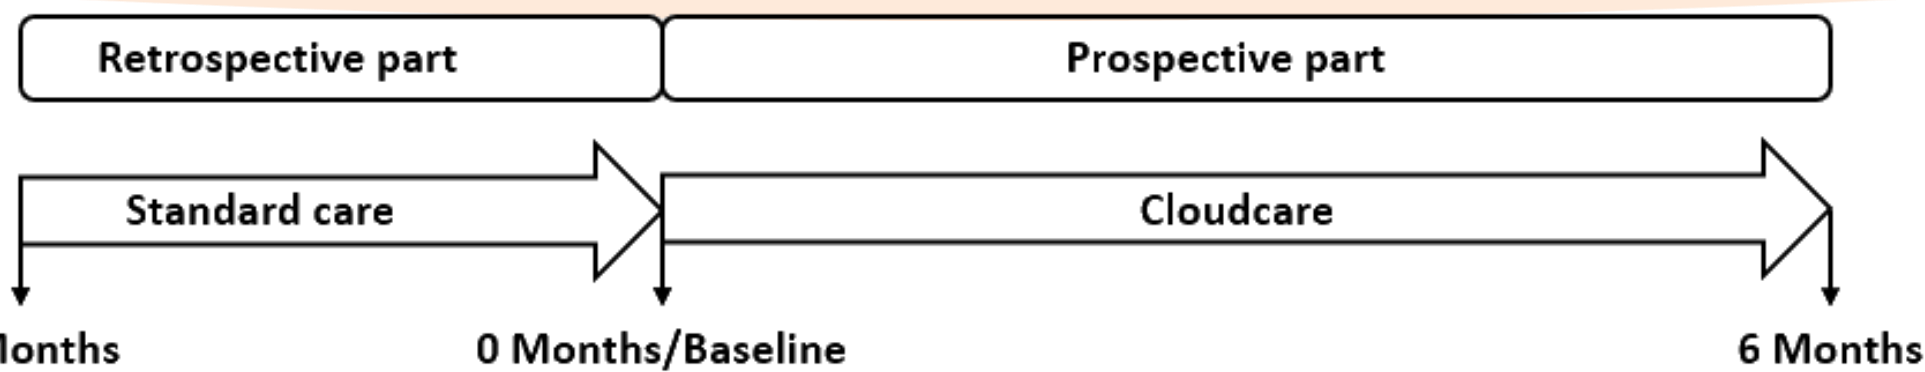 Retrospective part
Prospective part
Standard care
Cloudcare
0 Months/Baseline
6 Months